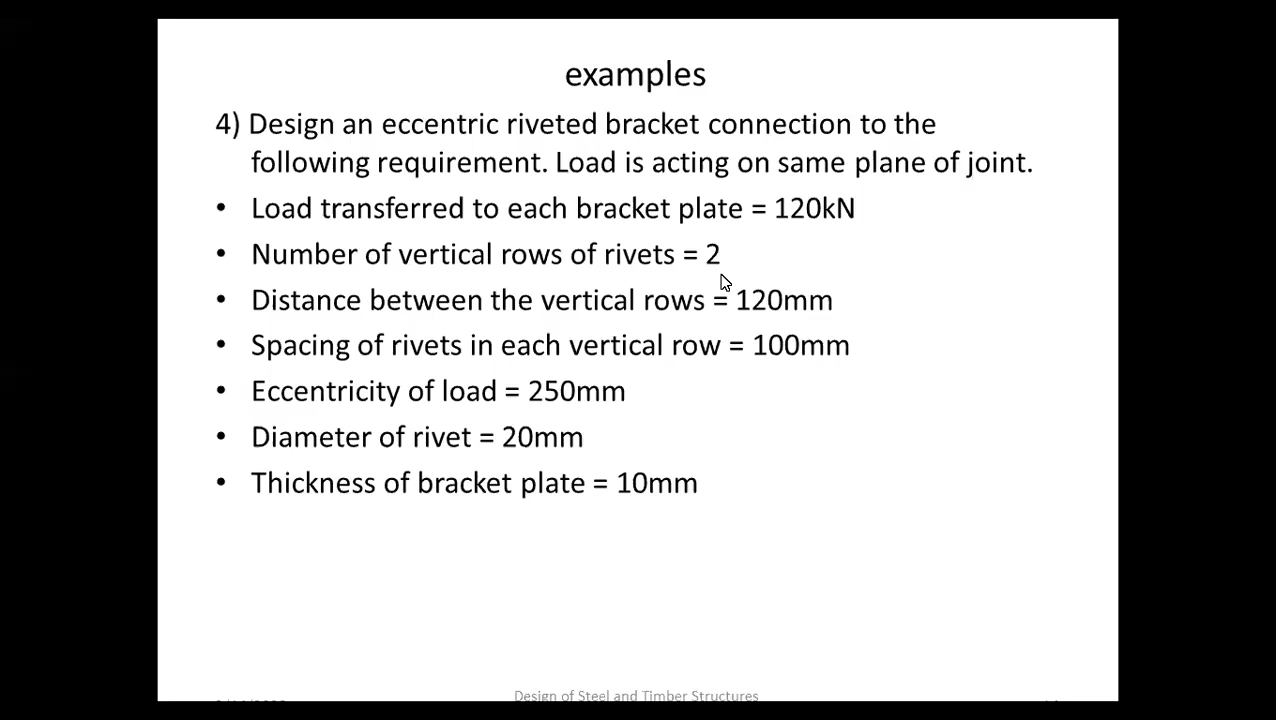 examples
4) Design an eccentric riveted bracket connection to the
following requirement. Load is acting on same plane of joint.
• Load transferred to each bracket plate = 120kN
• Number of vertical rows of rivets = 2
• Distance between the vertical rows = 120mm
• Spacing of rivets in each vertical row = 100mm
• Eccentricity of load = 250mm
• Diameter of rivet = 20mm
• Thickness of bracket plate = 10mm
Design of Steel and Timber Structures